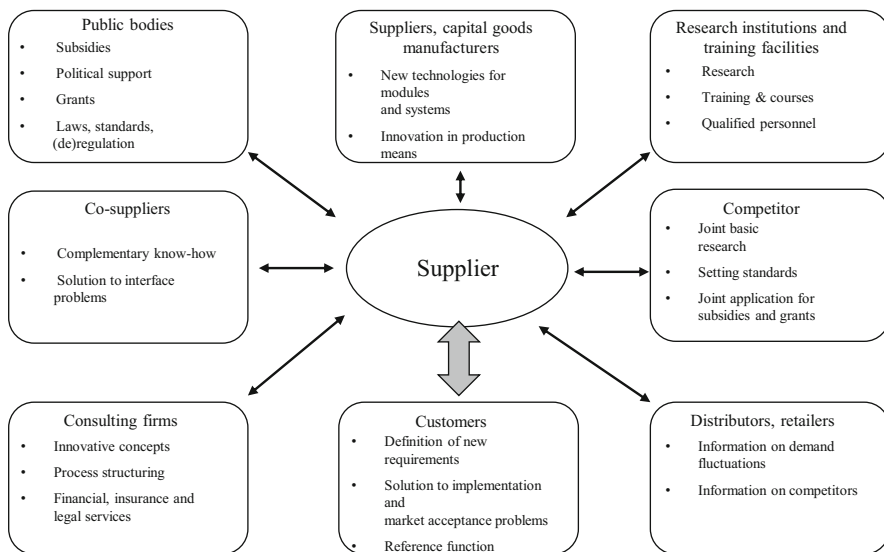 Public bodies
• Subsidies
• Political support
• Grants
• Laws, standards,
(de)regulation
Suppliers, capital goods
manufacturers
• New technologies for
modules
and systems
• Innovation in production
means
Research institutions and
training facilities
• Research
• Training & courses
• Qualified personnel
Co-suppliers
• Complementary know-how
• Solution to interface
problems
Supplier
Competitor
• Joint basic
research
• Setting standards
• Joint application for
subsidies and grants
Consulting firms
• Innovative concepts
• Process structuring
• Financial, insurance and
legal services
Customers
• Definition of new
requirements
• Solution to implementation
and
market acceptance problems
• Reference function
Distributors, retailers
• Information on demand
fluctuations
• Information on competitors